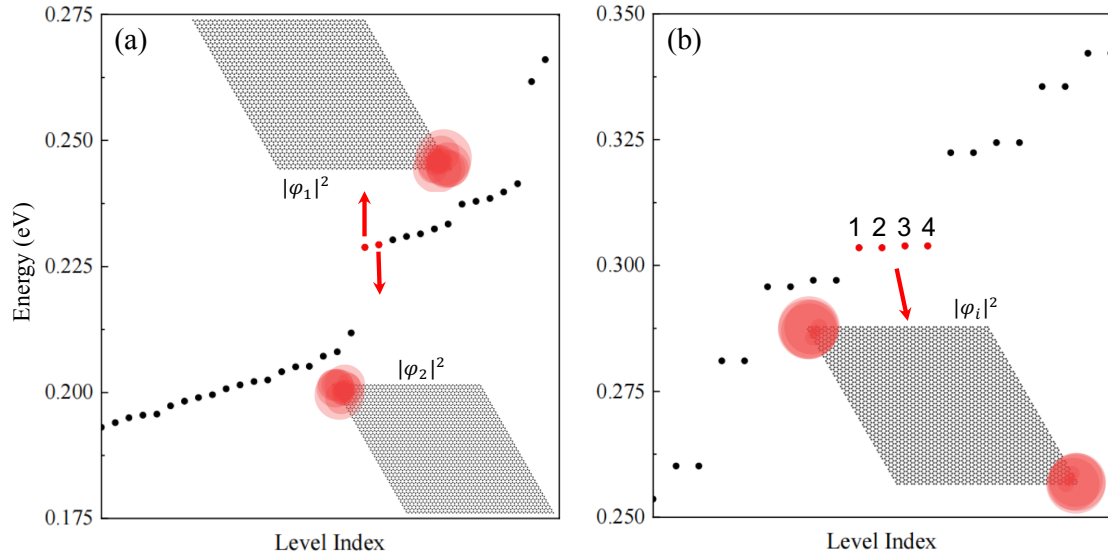 (a)
Energy (eV)
0.275
0.250
0.225
0.200
0.175
|φ₁|²
|φ₂|²
Level Index
(b)
0.350
0.325
0.300
0.275
0.250
1 2 3 4
|φᵢ|²
Level Index